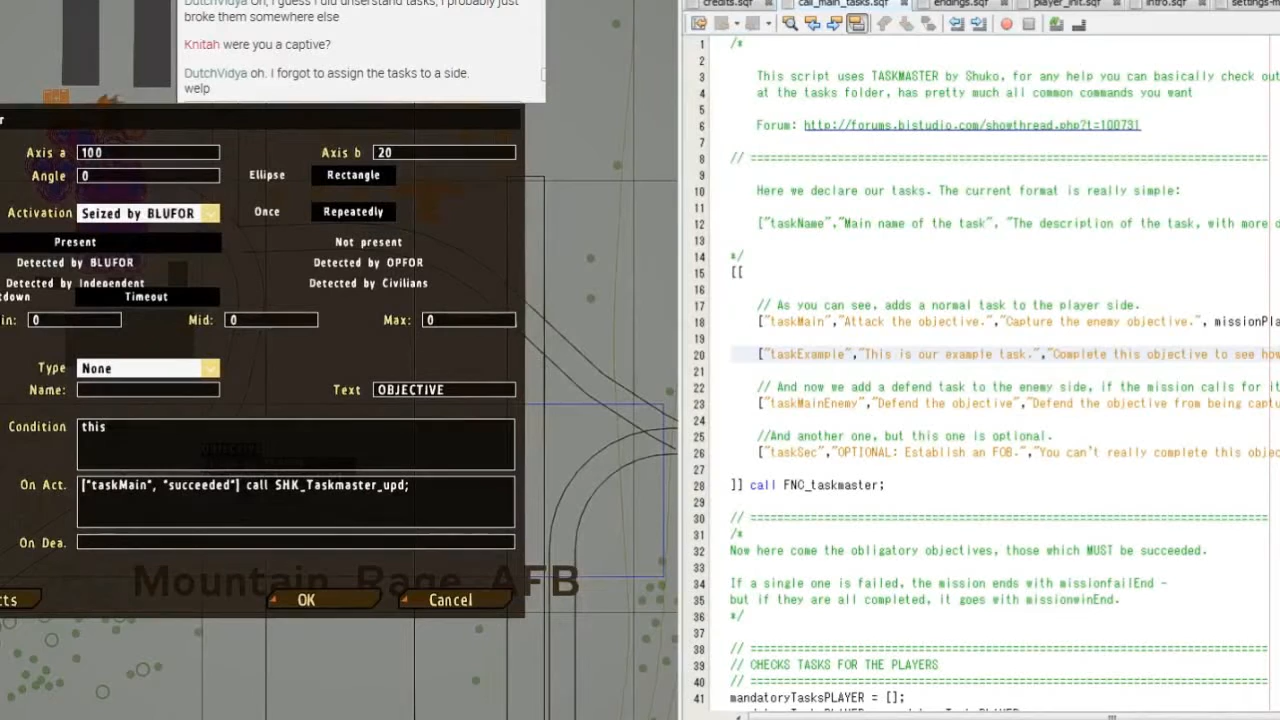 DutchVidya Oh, I guess I did understand tasks, I probably just
broke them somewhere else
Knitah were you a captive?
DutchVidya oh. I forgot to assign the tasks to a side.
welp
Axis a 100 Axis b 20
Angle 0 Ellipse Rectangle
Activation Seized by BLUFOR Once Repeatedly
Present Not present
Detected by BLUFOR Detected by OPFOR
Detected by Independent Detected by Civilians
Timeout
0 Mid: 0 Max: 0
Type None
Name: Text OBJECTIVE
Condition this
On Act. ["taskMain", "succeeded"] call SHK_Taskmaster_upd;
On Dea.
OK Cancel
credits.sqf call_main_tasks.sqf endings.sqf player_init.sqf intro.sqf
1 /*
2
3 This script uses TASKMASTER by Shuko, for any help you can basically check out
4 at the tasks folder, has pretty much all common commands you want
5
6 Forum: http://forums.bistudio.com/showthread.php?t=100731
7
8 // ======================================================================
9
10 Here we declare our tasks. The current format is really simple:
11
12 ["taskName","Main name of the task", "The description of the task, with more
13
14 */
15 [[
16
17 // As you can see, adds a normal task to the player side.
18 ["taskMain","Attack the objective.","Capture the enemy objective.", missionPla
19
20 ["taskExample","This is our example task.","Complete this objective to see how
21
22 // And now we add a defend task to the enemy side, if the mission calls for it
23 ["taskMainEnemy","Defend the objective","Defend the objective from being captu
24
25 //And another one, but this one is optional.
26 ["taskSec","OPTIONAL: Establish an FOB.","You can't really complete this objec
27
28 ]] call FNC_taskmaster;
29
30 // ======================================================================
31 /*
32 Now here come the obligatory objectives, those which MUST be succeeded.
33
34 If a single one is failed, the mission ends with missionfailEnd -
35 but if they are all completed, it goes with missionwinEnd.
36 */
37
38 // ======================================================================
39 // CHECKS TASKS FOR THE PLAYERS
40 // ======================================================================
41 mandatoryTasksPLAYER = [];